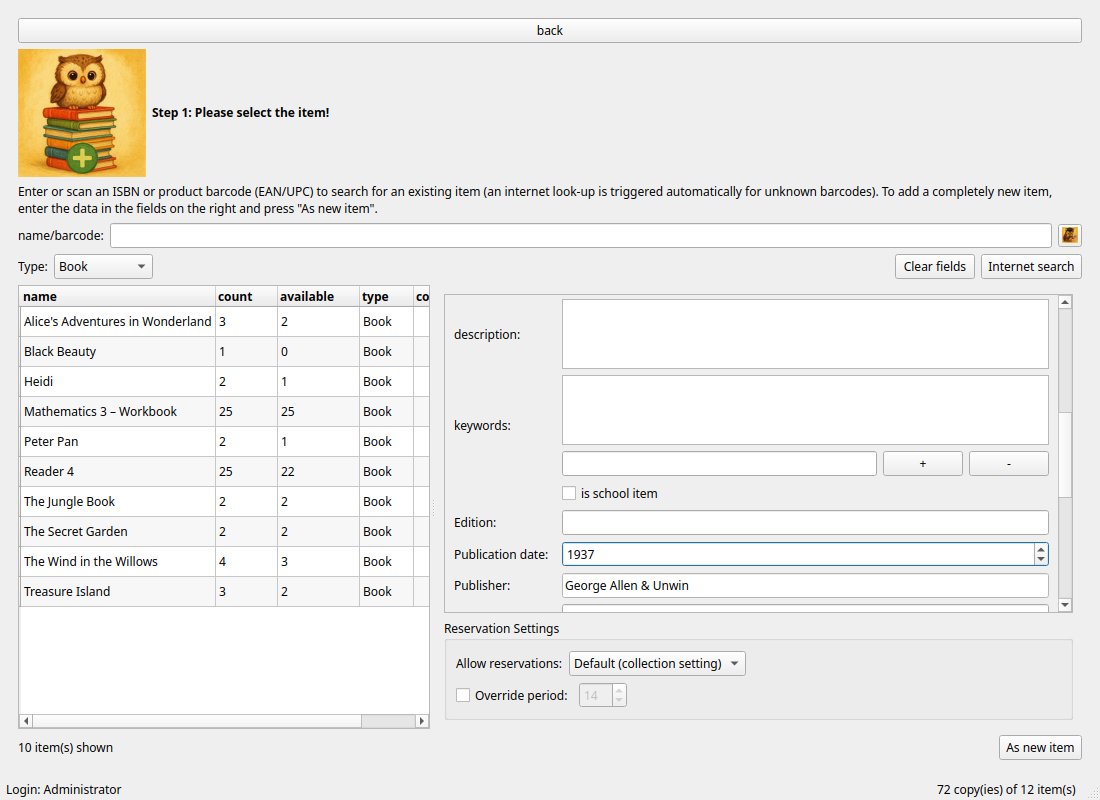 back
Step 1: Please select the item!
Enter or scan an ISBN or product barcode (EAN/UPC) to search for an existing item (an internet look-up is triggered automatically for unknown barcodes). To add a completely new item,
enter the data in the fields on the right and press "As new item".
name/barcode:
Type: Book Clear fields Internet search
name count available type co
Alice's Adventures in Wonderland 3 2 Book
Black Beauty 1 0 Book
Heidi 2 1 Book
Mathematics 3 – Workbook 25 25 Book
Peter Pan 2 1 Book
Reader 4 25 22 Book
The Jungle Book 2 2 Book
The Secret Garden 2 2 Book
The Wind in the Willows 4 3 Book
Treasure Island 3 2 Book
description:
keywords:
+ -
is school item
Edition:
Publication date: 1937
Publisher: George Allen & Unwin
Reservation Settings
Allow reservations: Default (collection setting)
Override period: 14
10 item(s) shown
As new item
Login: Administrator
72 copy(ies) of 12 item(s)